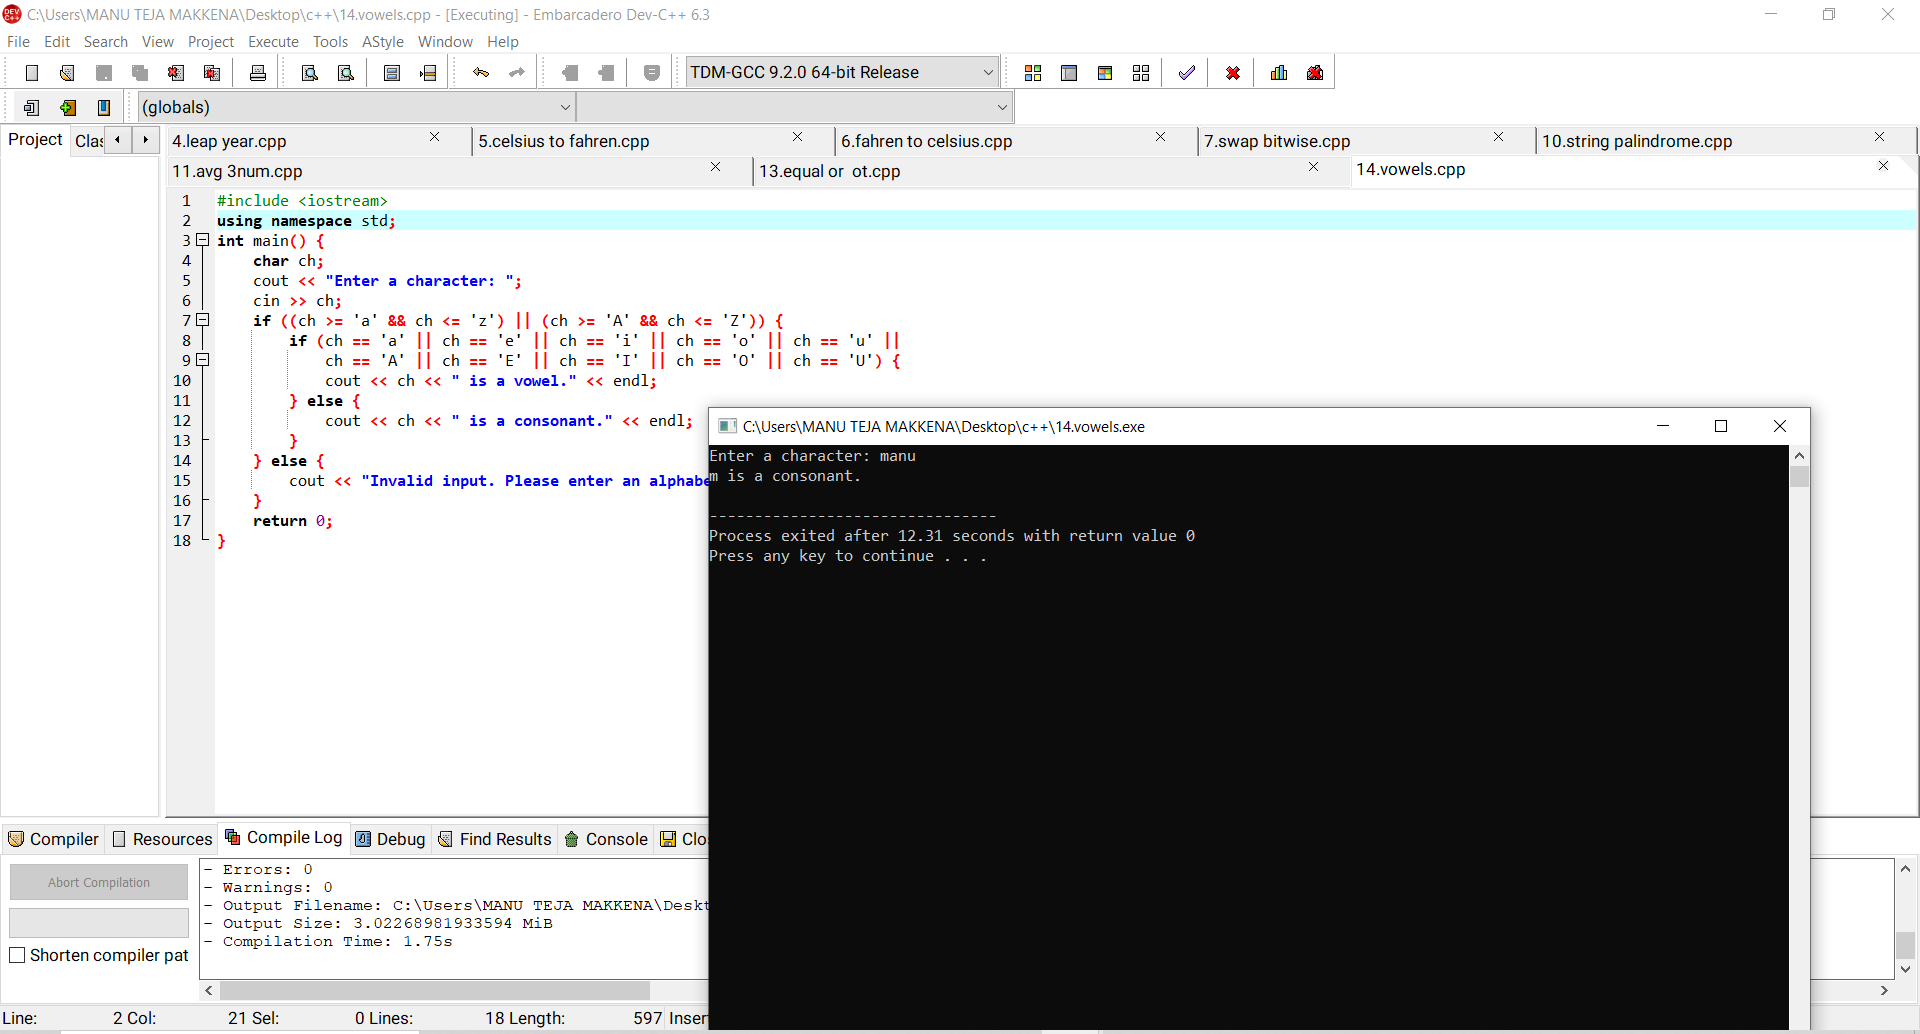 C:\Users\MANU TEJA MAKKENA\Desktop\c++\14.vowels.cpp - [Executing] - Embarcadero Dev-C++ 6.3
File Edit Search View Project Execute Tools AStyle Window Help
TDM-GCC 9.2.0 64-bit Release
(globals)
Project Clas 4.leap year.cpp 5.celsius to fahren.cpp 6.fahren to celsius.cpp 7.swap bitwise.cpp 10.string palindrome.cpp
11.avg 3num.cpp 13.equal or  ot.cpp 14.vowels.cpp
1 #include <iostream>
2 using namespace std;
3 int main() {
4 char ch;
5 cout << "Enter a character: ";
6 cin >> ch;
7 if ((ch >= 'a' && ch <= 'z') || (ch >= 'A' && ch <= 'Z')) {
8 if (ch == 'a' || ch == 'e' || ch == 'i' || ch == 'o' || ch == 'u' ||
9 ch == 'A' || ch == 'E' || ch == 'I' || ch == 'O' || ch == 'U') {
10 cout << ch << " is a vowel." << endl;
11 } else {
12 cout << ch << " is a consonant." << endl;
13 }
14 } else {
15 cout << "Invalid input. Please enter an alphabe
16 }
17 return 0;
18 }
C:\Users\MANU TEJA MAKKENA\Desktop\c++\14.vowels.exe
Enter a character: manu
m is a consonant.
--------------------------------
Process exited after 12.31 seconds with return value 0
Press any key to continue . . .
Compiler Resources Compile Log Debug Find Results Console Clo
Abort Compilation
Shorten compiler pat
- Errors: 0
- Warnings: 0
- Output Filename: C:\Users\MANU TEJA MAKKENA\Deskt
- Output Size: 3.02268981933594 MiB
- Compilation Time: 1.75s
Line: 2 Col: 21 Sel: 0 Lines: 18 Length: 597 Inser